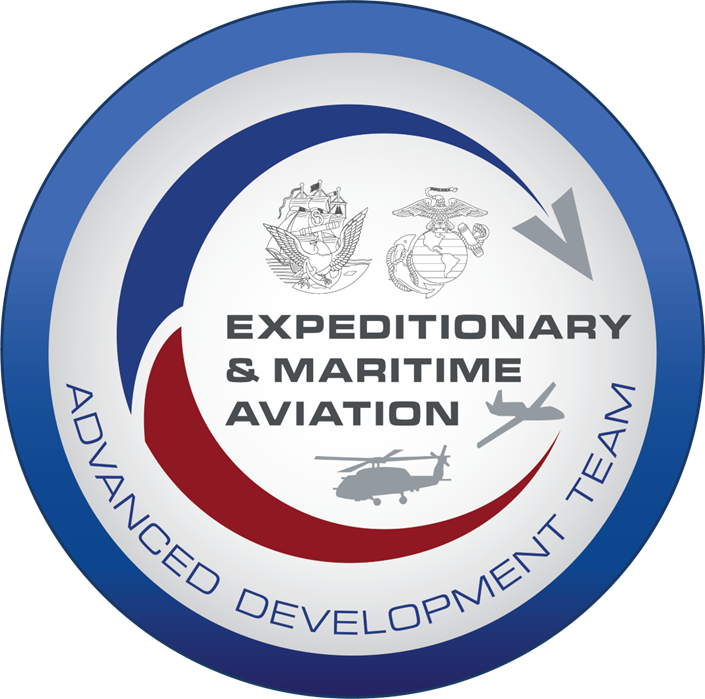 EXPEDITIONARY
& MARITIME
AVIATION
ADVANCED DEVELOPMENT TEAM